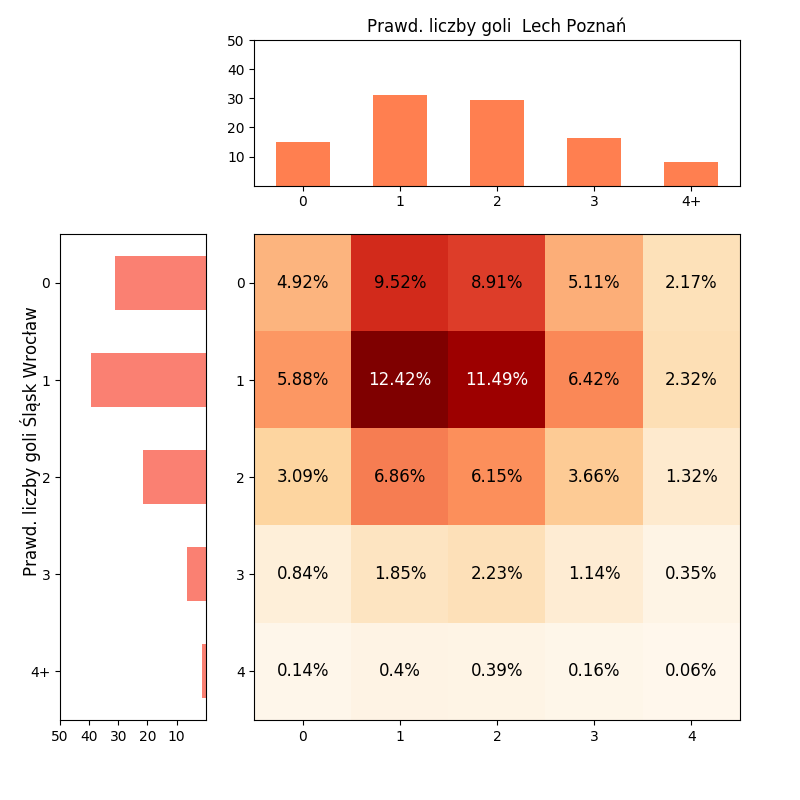 Prawd. liczby goli  Lech Poznań
50
40
30
20
10
0 1 2 3 4+
Prawd. liczby goli Śląsk Wrocław
0
1
2
3
4+
50 40 30 20 10
0 4.92% 9.52% 8.91% 5.11% 2.17%
1 5.88% 12.42% 11.49% 6.42% 2.32%
2 3.09% 6.86% 6.15% 3.66% 1.32%
3 0.84% 1.85% 2.23% 1.14% 0.35%
4 0.14% 0.4% 0.39% 0.16% 0.06%
0 1 2 3 4